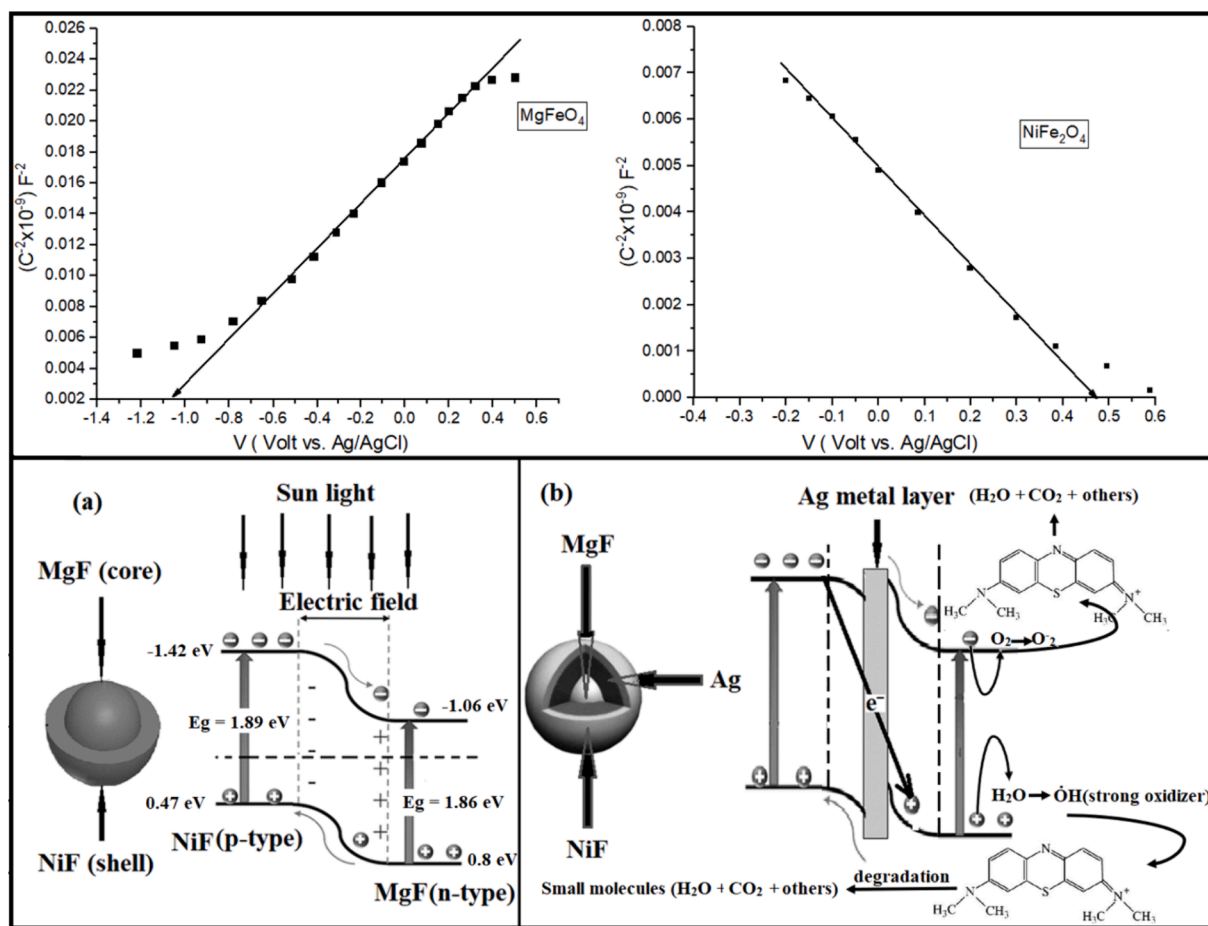 0.026
0.024
0.022
0.020
0.018
0.016
0.014
0.012
0.010
0.008
0.006
0.004
0.002
(C⁻²x10⁻⁹) F⁻²
MgFeO₄
-1.4 -1.2 -1.0 -0.8 -0.6 -0.4 -0.2 0.0 0.2 0.4 0.6
V ( Volt vs. Ag/AgCl)
0.008
0.007
0.006
0.005
0.004
0.003
0.002
0.001
0.000
(C⁻²x10⁻⁹) F⁻²
NiFe₂O₄
-0.4 -0.3 -0.2 -0.1 0.0 0.1 0.2 0.3 0.4 0.5 0.6
V ( Volt vs. Ag/AgCl)
(a)
Sun light
MgF (core)
Electric field
-1.42 eV
-1.06 eV
Eg = 1.89 eV
Eg = 1.86 eV
0.47 eV
0.8 eV
NiF (shell)
NiF (p-type)
MgF (n-type)
(b)
Ag metal layer
(H₂O + CO₂ + others)
MgF
N
H₃C
N
CH₃
S
N⁺
H₃C
CH₃
O₂→O⁻₂
Ag
e⁻
H₂O → ȮH(strong oxidizer)
NiF
degradation
Small molecules (H₂O + CO₂ + others)
N
H₃C
N
CH₃
S
N⁺
H₃C
CH₃